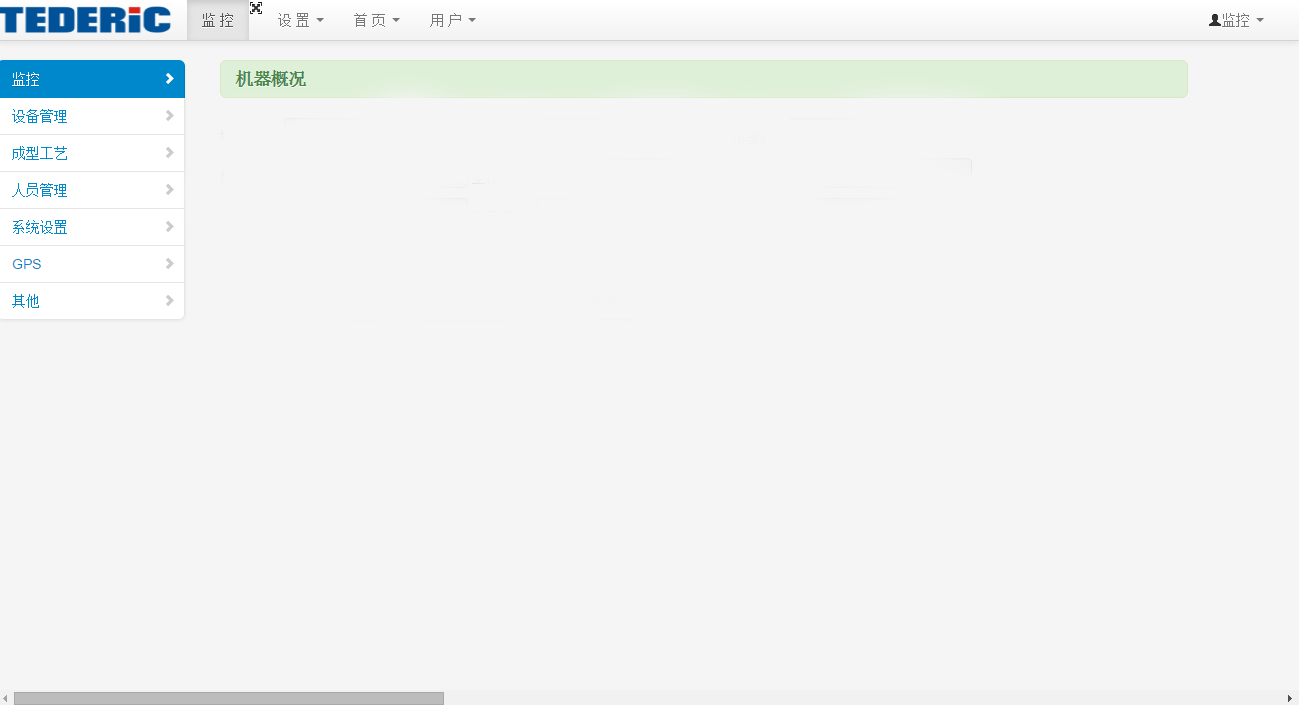 TEDERiC
监 控
设 置
首 页
用 户
监控
监控
设备管理
成型工艺
人员管理
系统设置
GPS
其他
机器概况